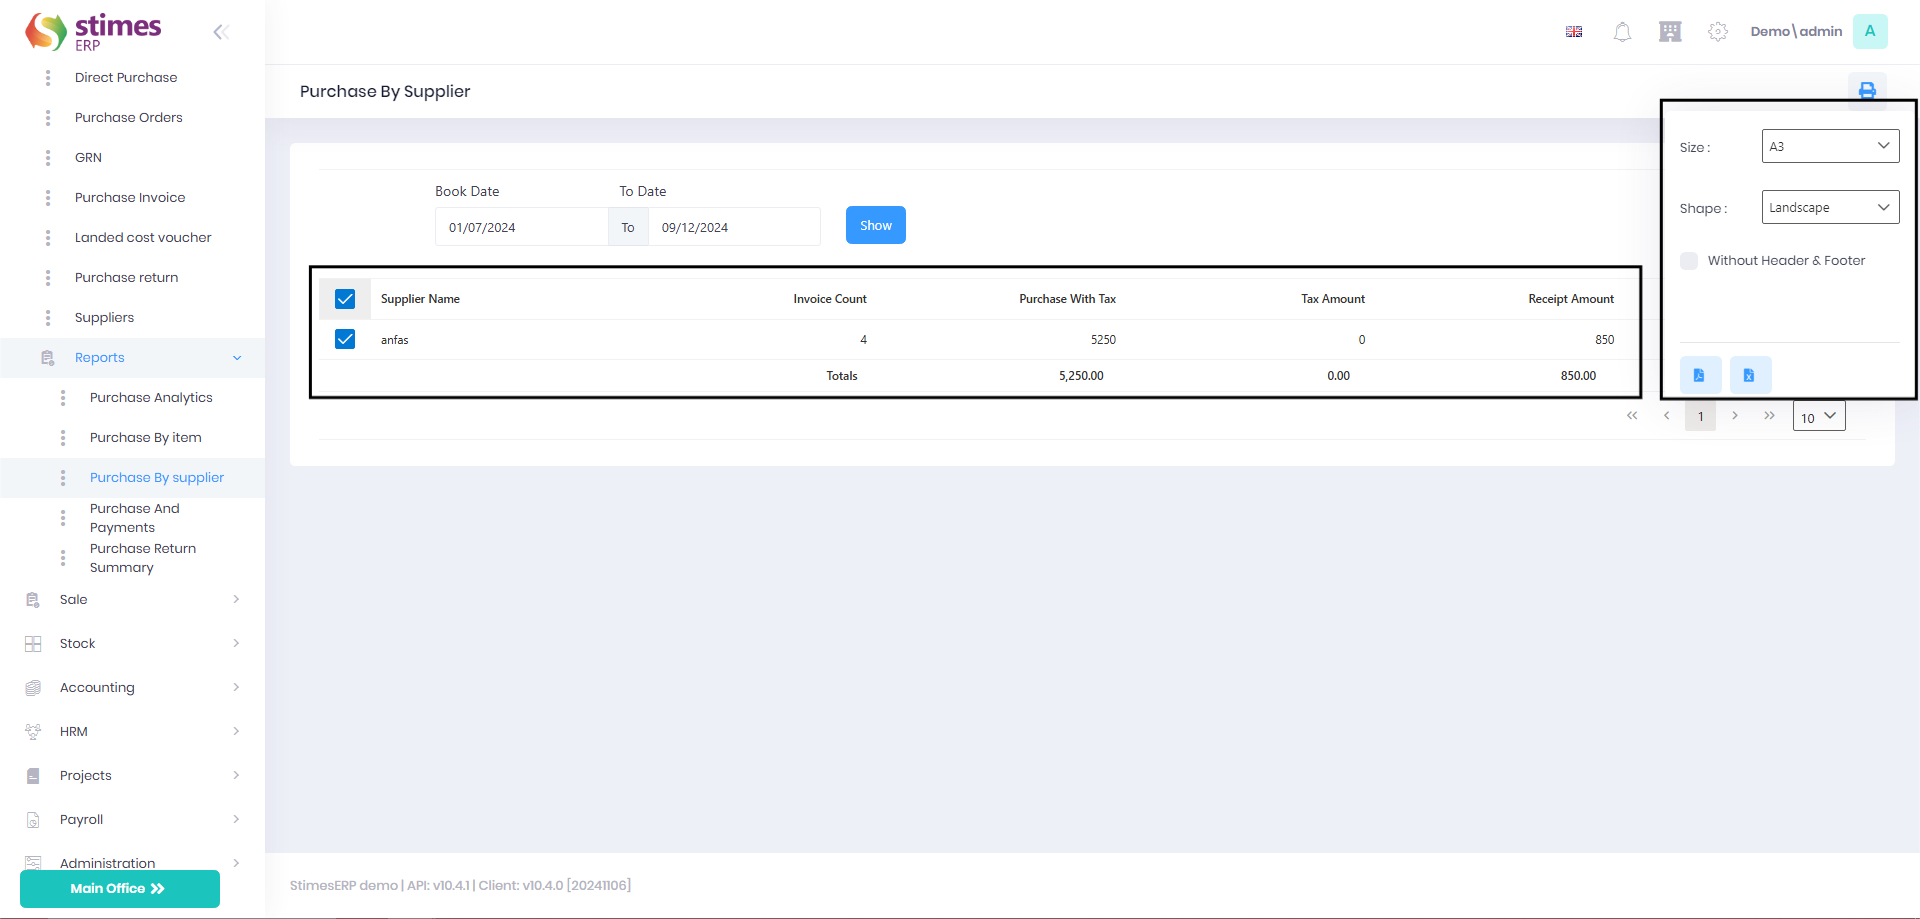 stimes
ERP
Demo\admin
A
Direct Purchase
Purchase Orders
GRN
Purchase Invoice
Landed cost voucher
Purchase return
Suppliers
Reports
Purchase Analytics
Purchase By item
Purchase By supplier
Purchase And
Payments
Purchase Return
Summary
Sale
Stock
Accounting
HRM
Projects
Payroll
Administration
Main Office
Purchase By Supplier
Book Date To Date
01/07/2024 To 09/12/2024 Show
Supplier Name Invoice Count Purchase With Tax Tax Amount Receipt Amount
anfas 4 5250 0 850
Totals 5,250.00 0.00 850.00
1 10
Size : A3
Shape : Landscape
Without Header & Footer
StimesERP demo | API: v10.4.1 | Client: v10.4.0 [20241106]